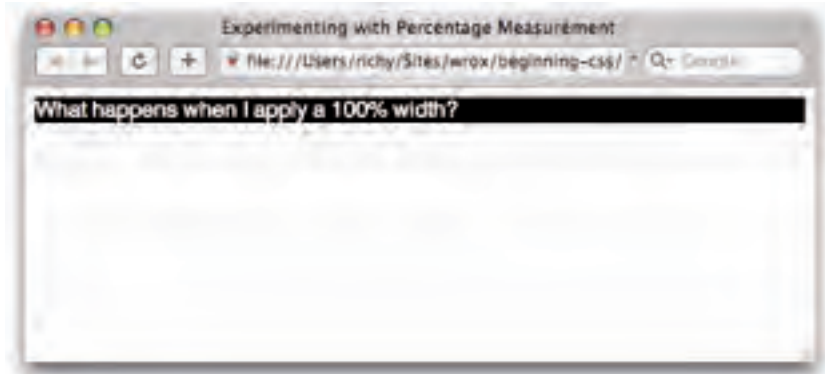 Experimenting with Percentage Measurement
file:///Users/richy/Sites/wrox/beginning-css/
What happens when I apply a 100% width?